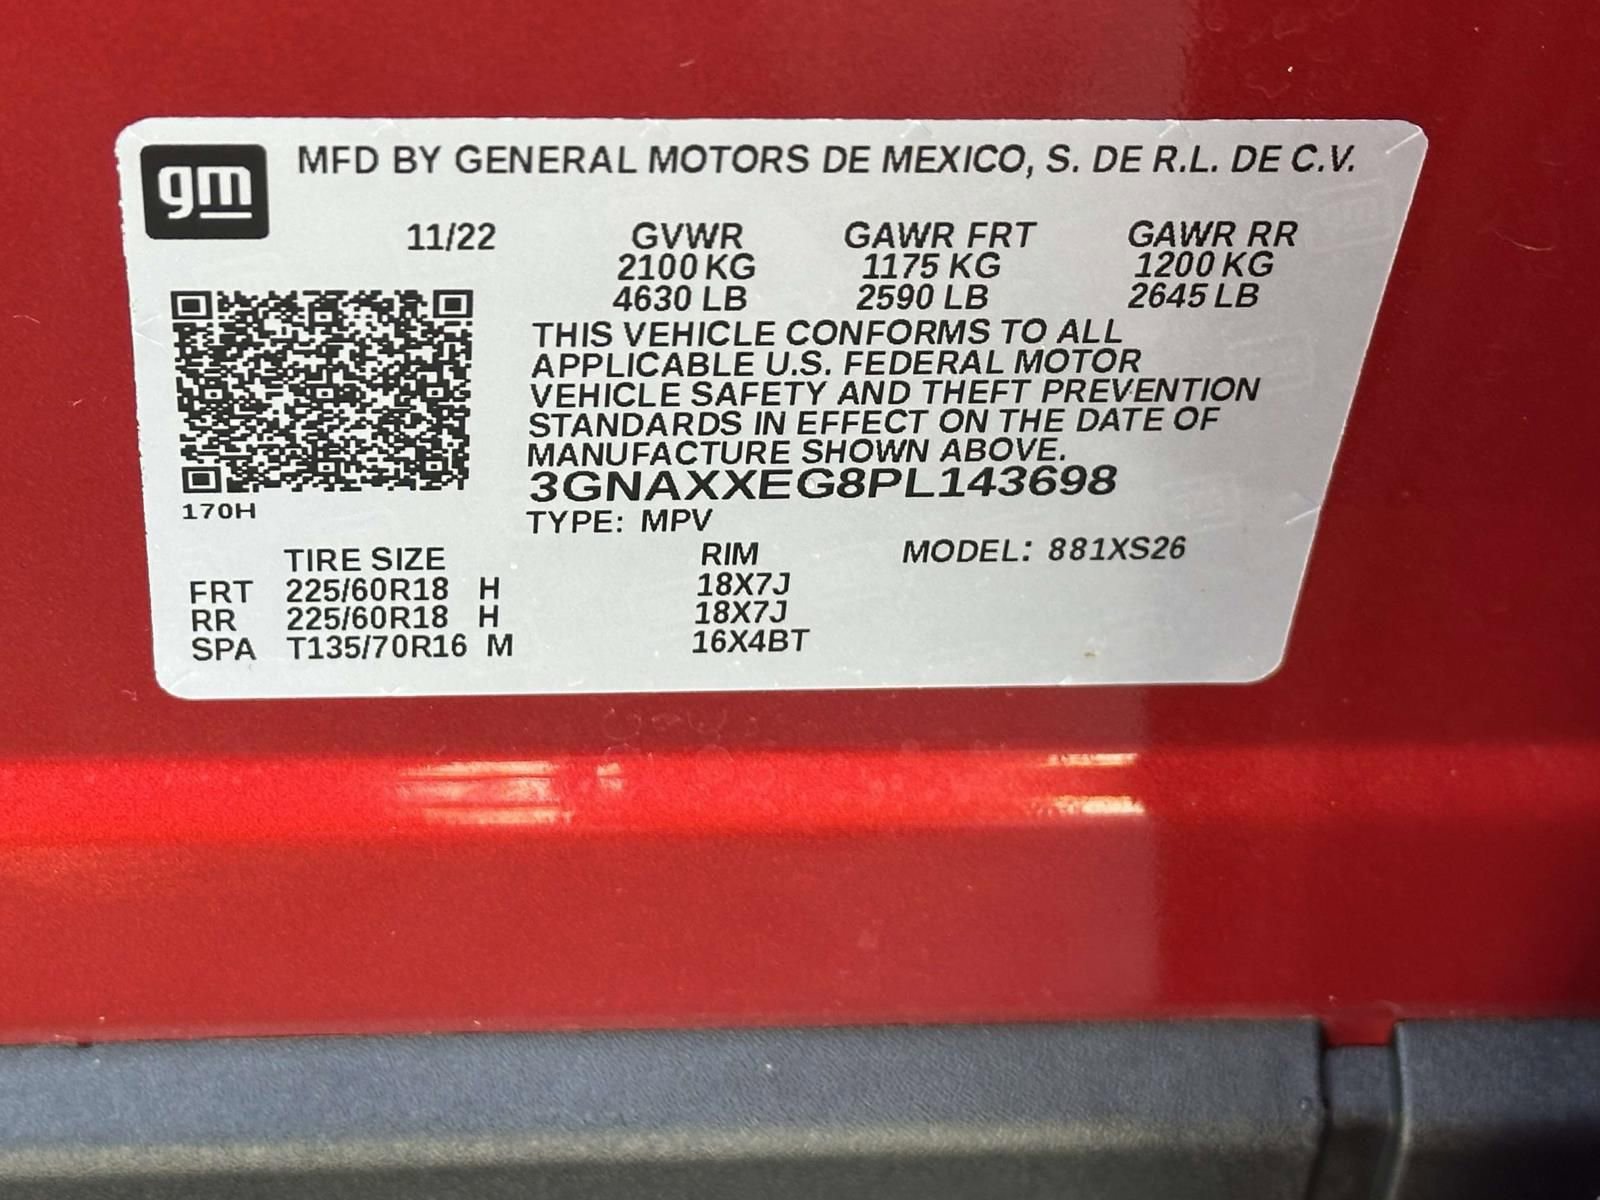 gm MFD BY GENERAL MOTORS DE MEXICO, S. DE R.L. DE C.V.
11/22 GVWR GAWR FRT GAWR RR
2100 KG 1175 KG 1200 KG
4630 LB 2590 LB 2645 LB
THIS VEHICLE CONFORMS TO ALL
APPLICABLE U.S. FEDERAL MOTOR
VEHICLE SAFETY AND THEFT PREVENTION
STANDARDS IN EFFECT ON THE DATE OF
MANUFACTURE SHOWN ABOVE.
3GNAXXEG8PL143698
170H
TYPE: MPV
TIRE SIZE RIM MODEL: 881XS26
FRT 225/60R18 H 18X7J
RR 225/60R18 H 18X7J
SPA T135/70R16 M 16X4BT